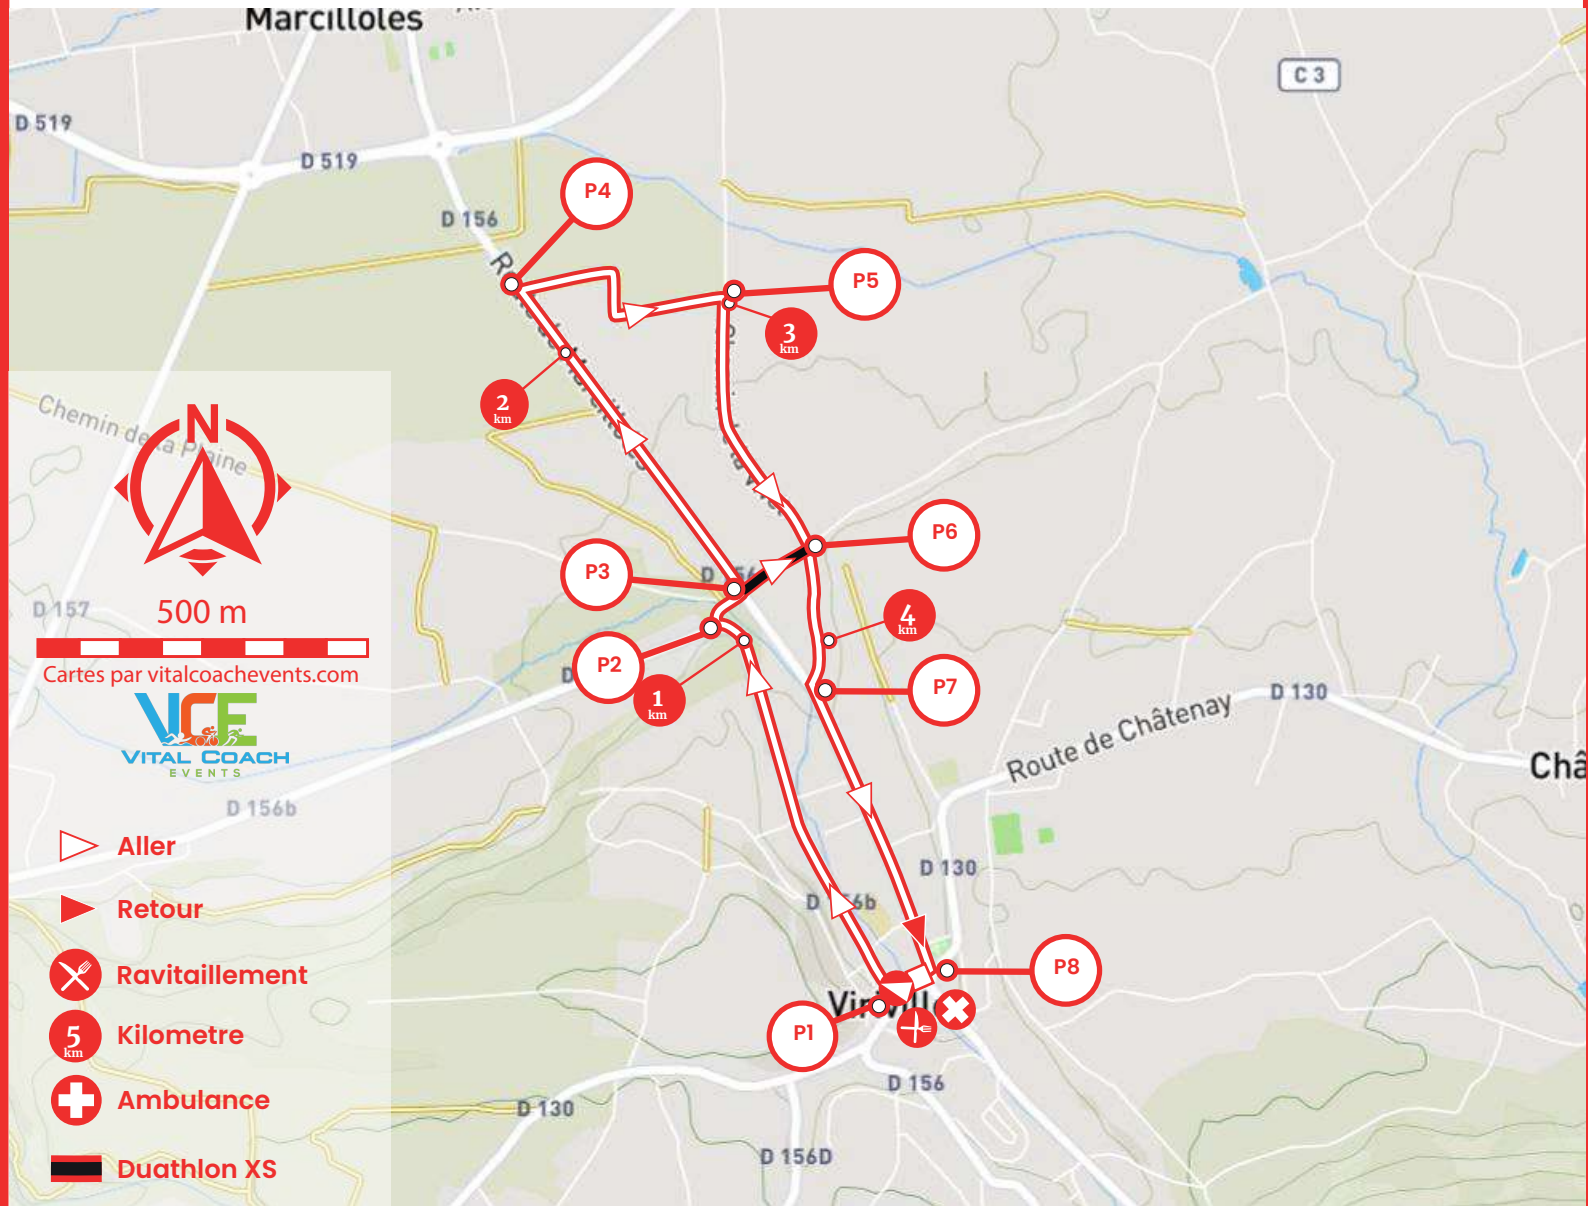 Marcilloles
C 3
D 519
D 519
P4
D 156
P5
3
km
2
km
Chemin de la Plaine
N
P6
P3
500 m
D 157
4
km
P2
1
km
P7
D 130
Cartes par vitalcoachevents.com
VCE
VITAL COACH
EVENTS
Route de Châtenay
Châ
D 156b
Aller
D 130
Retour
P8
Ravitaillement
P1
5
km
Kilometre
D 156
Ambulance
D 130
D 156D
Duathlon XS